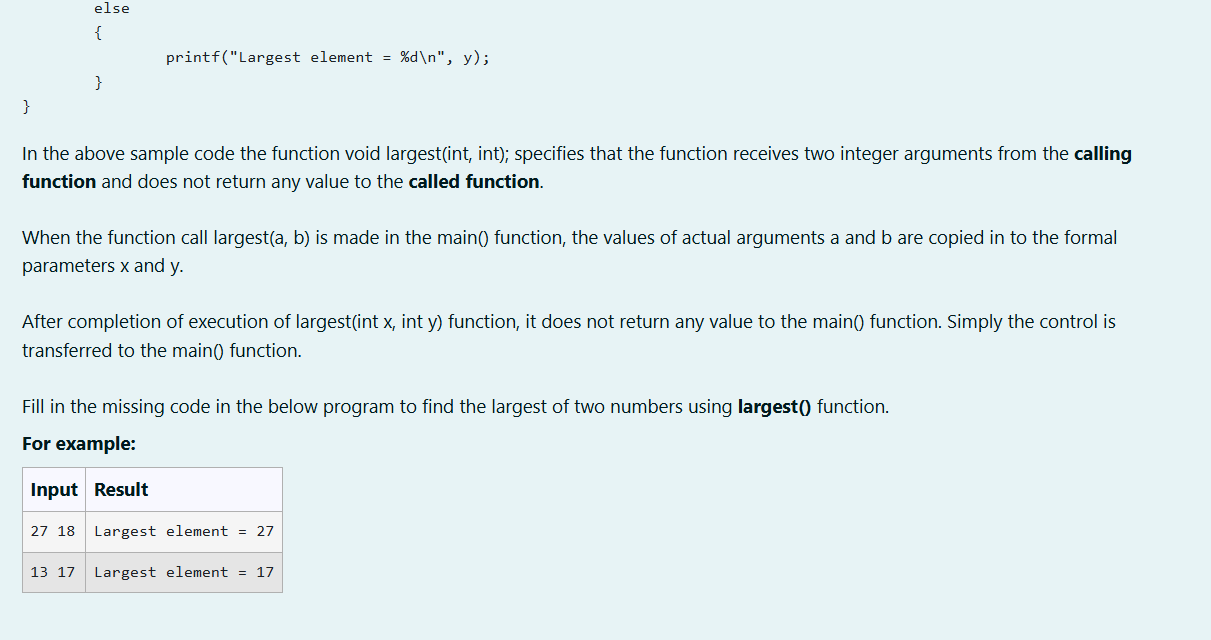 else
{
printf("Largest element = %d\n", y);
}
}
In the above sample code the function void largest(int, int); specifies that the function receives two integer arguments from the calling
function and does not return any value to the called function.
When the function call largest(a, b) is made in the main() function, the values of actual arguments a and b are copied in to the formal
parameters x and y.
After completion of execution of largest(int x, int y) function, it does not return any value to the main() function. Simply the control is
transferred to the main() function.
Fill in the missing code in the below program to find the largest of two numbers using largest() function.
For example:
Input Result
27 18 Largest element = 27
13 17 Largest element = 17